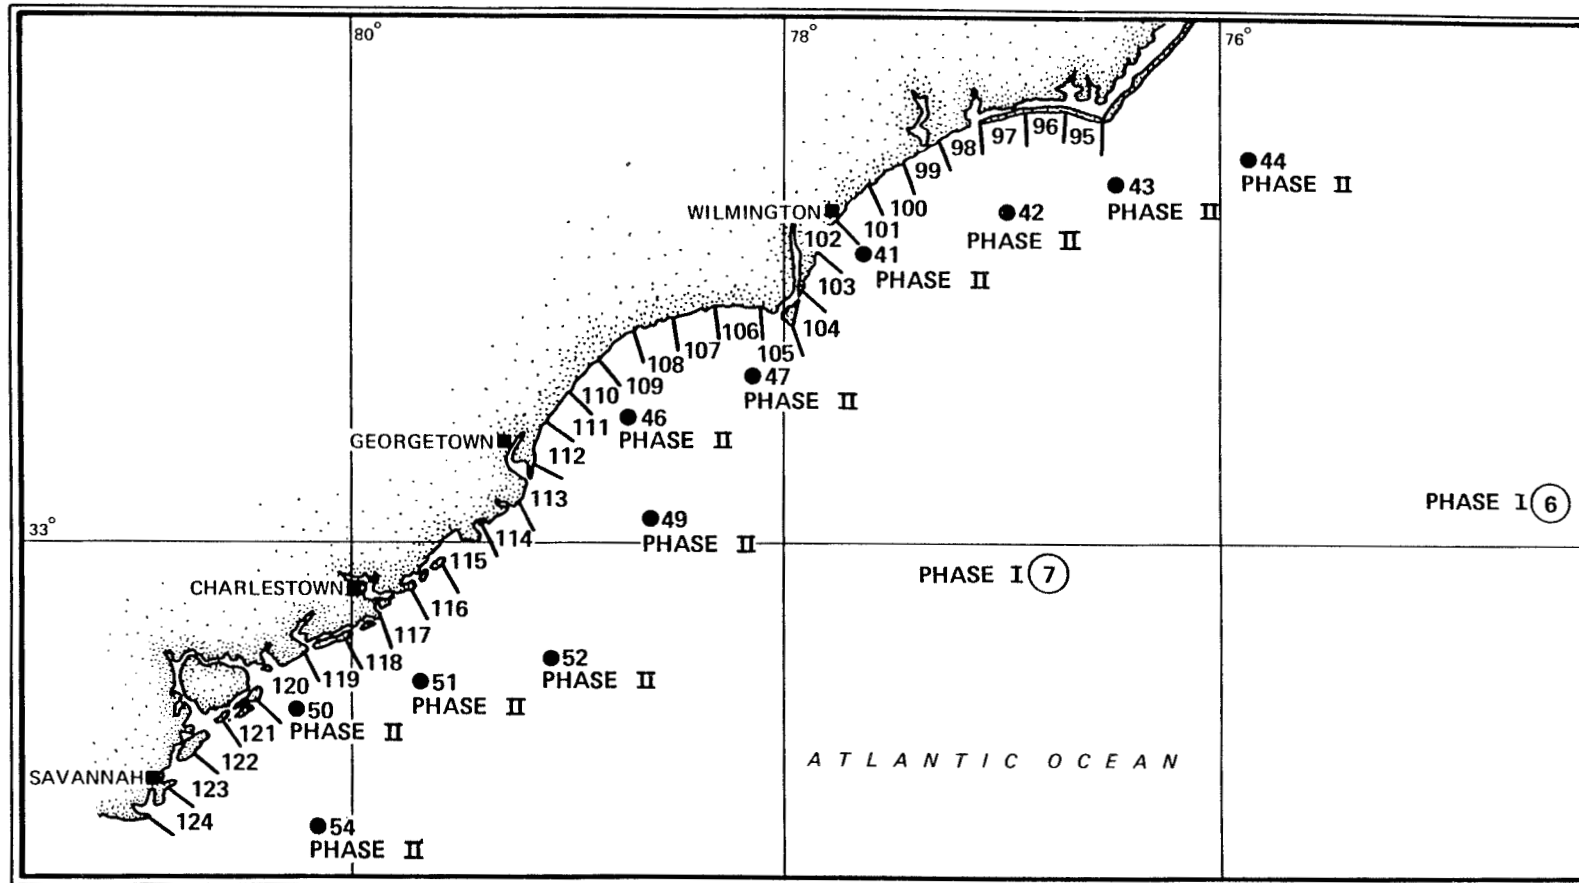 80°
78°
76°
96
97
95
98
99
44
PHASE II
43
PHASE II
100
WILMINGTON
42
PHASE II
101
102
41
PHASE II
103
104
106
105
107
108
109
47
PHASE II
110
46
PHASE II
111
GEORGETOWN
112
113
PHASE I 6
49
PHASE II
33°
114
115
PHASE I 7
CHARLESTOWN
116
117
118
119
120
52
PHASE II
51
PHASE II
50
PHASE II
121
122
ATLANTIC OCEAN
SAVANNAH
123
124
54
PHASE II